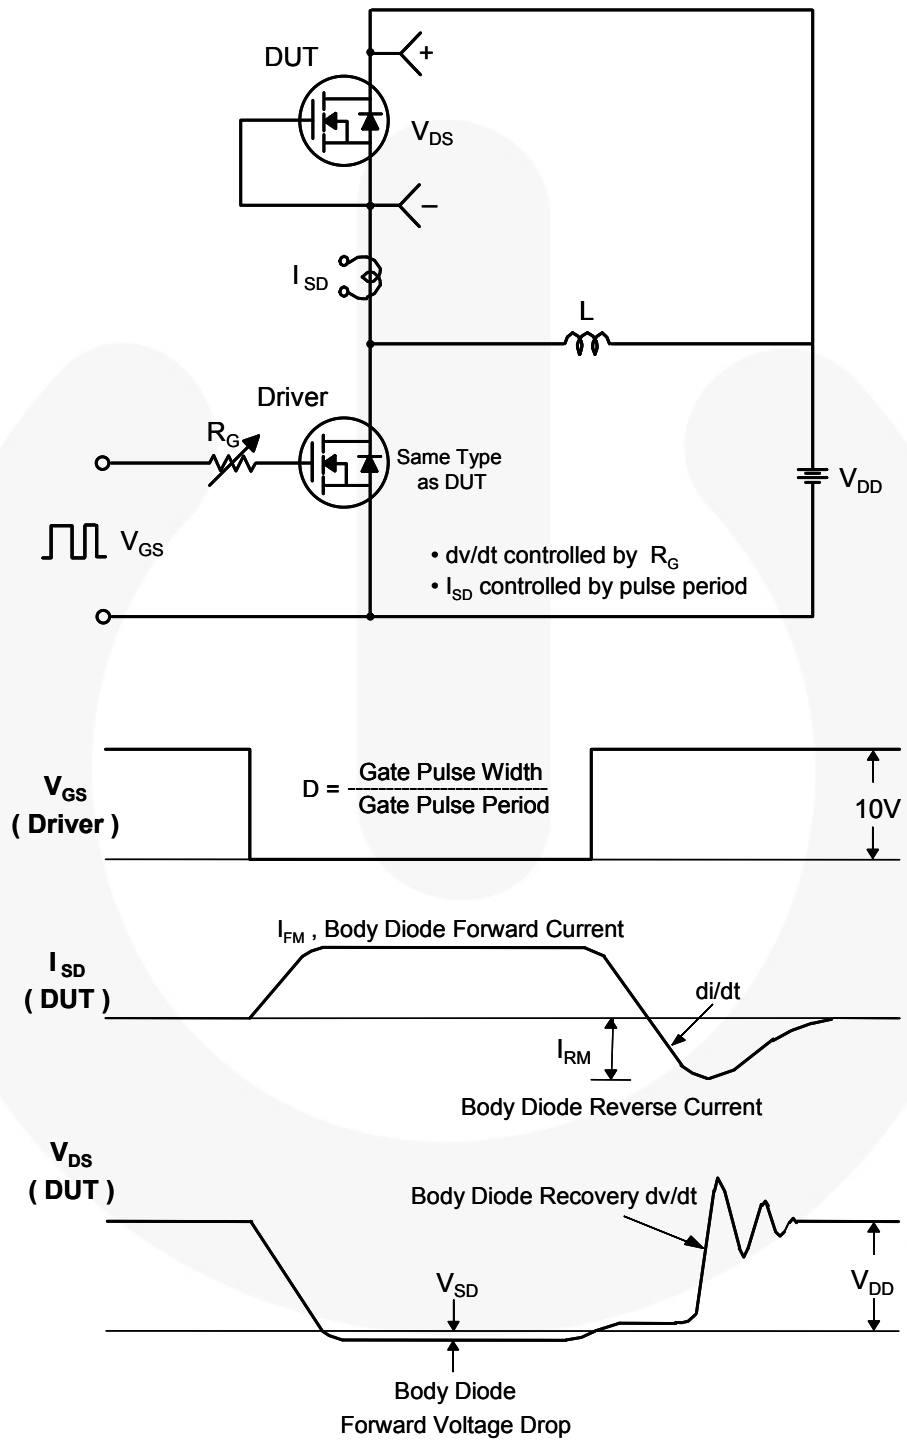 DUT
+
V_DS
−
I_SD
L
Driver
R_G
Same Type
as DUT
V_DD
V_GS
• dv/dt controlled by R_G
• I_SD controlled by pulse period
V_GS
( Driver )
D = Gate Pulse Width
Gate Pulse Period
10V
I_FM , Body Diode Forward Current
I_SD
( DUT )
di/dt
I_RM
Body Diode Reverse Current
V_DS
( DUT )
Body Diode Recovery dv/dt
V_SD
V_DD
Body Diode
Forward Voltage Drop